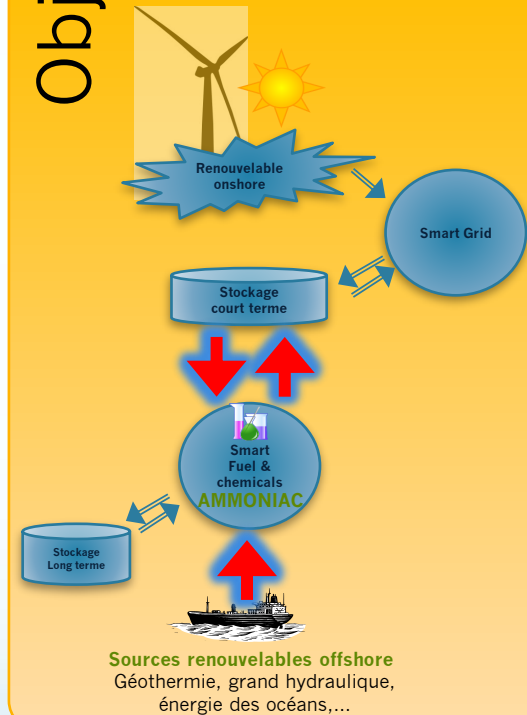 Obj
Renouvelable
onshore
Smart Grid
Stockage
court terme
Smart
Fuel &
chemicals
AMMONIAC
Stockage
Long terme
Sources renouvelables offshore
Géothermie, grand hydraulique,
énergie des océans,...